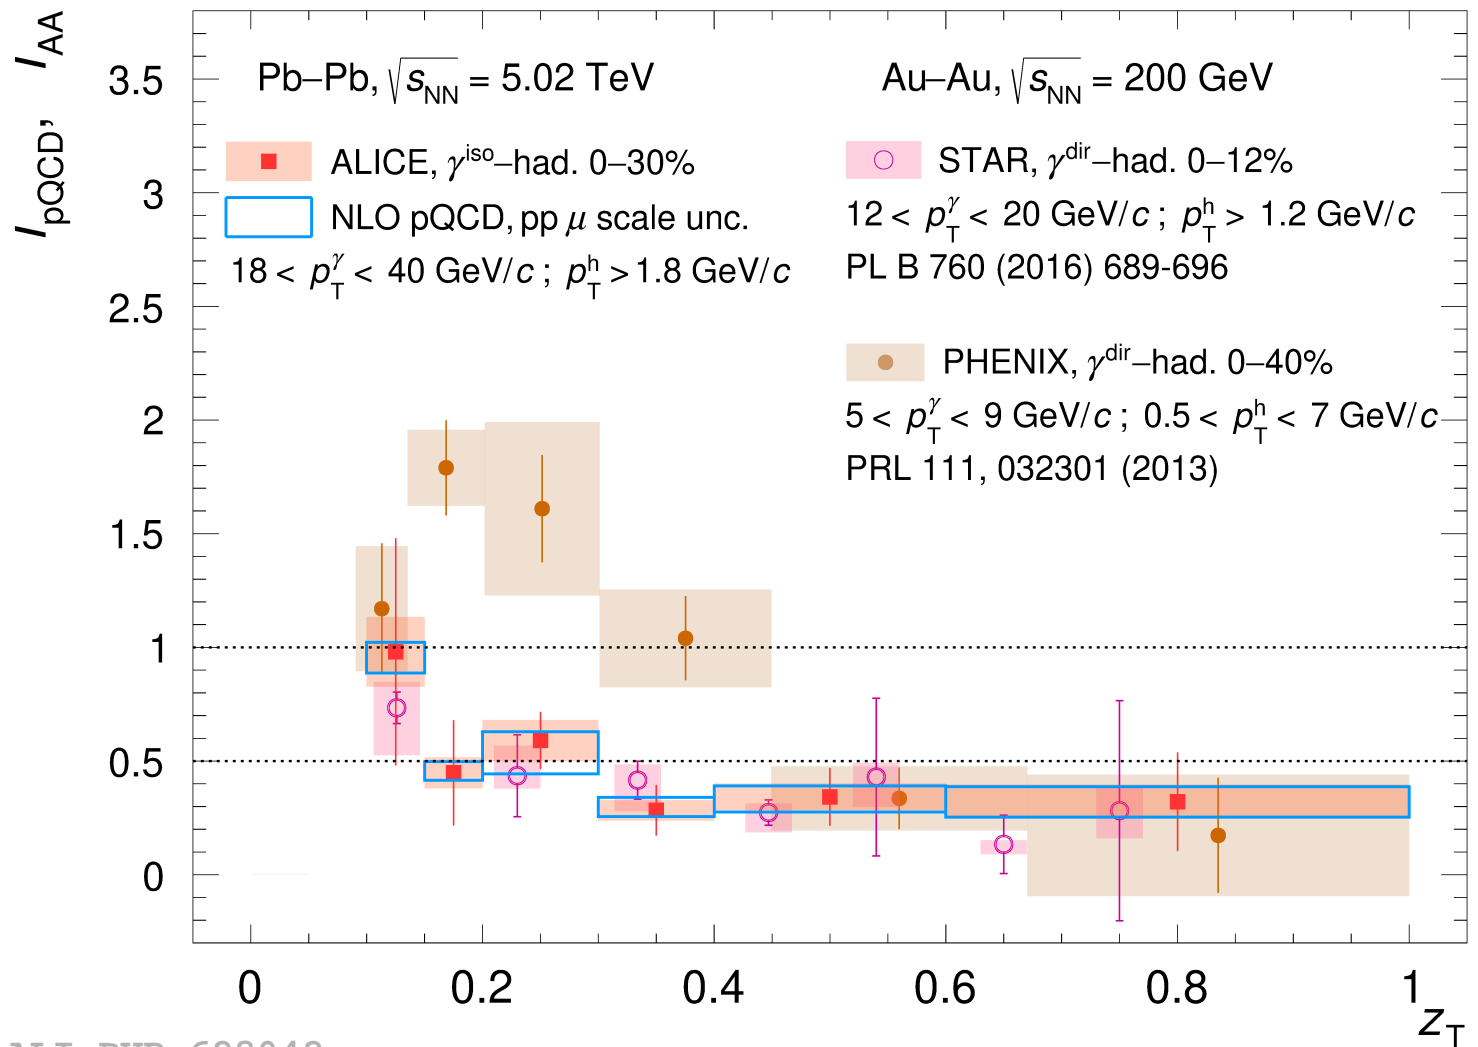 I_pQCD, I_AA
Pb–Pb, √s_NN = 5.02 TeV
ALICE, γ^iso–had. 0–30%
NLO pQCD, pp μ scale unc.
18 < p_T^γ < 40 GeV/c ; p_T^h > 1.8 GeV/c
Au–Au, √s_NN = 200 GeV
STAR, γ^dir–had. 0–12%
12 < p_T^γ < 20 GeV/c ; p_T^h > 1.2 GeV/c
PL B 760 (2016) 689-696
PHENIX, γ^dir–had. 0–40%
5 < p_T^γ < 9 GeV/c ; 0.5 < p_T^h < 7 GeV/c
PRL 111, 032301 (2013)
3.5
3
2.5
2
1.5
1
0.5
0
0 0.2 0.4 0.6 0.8 1
z_T